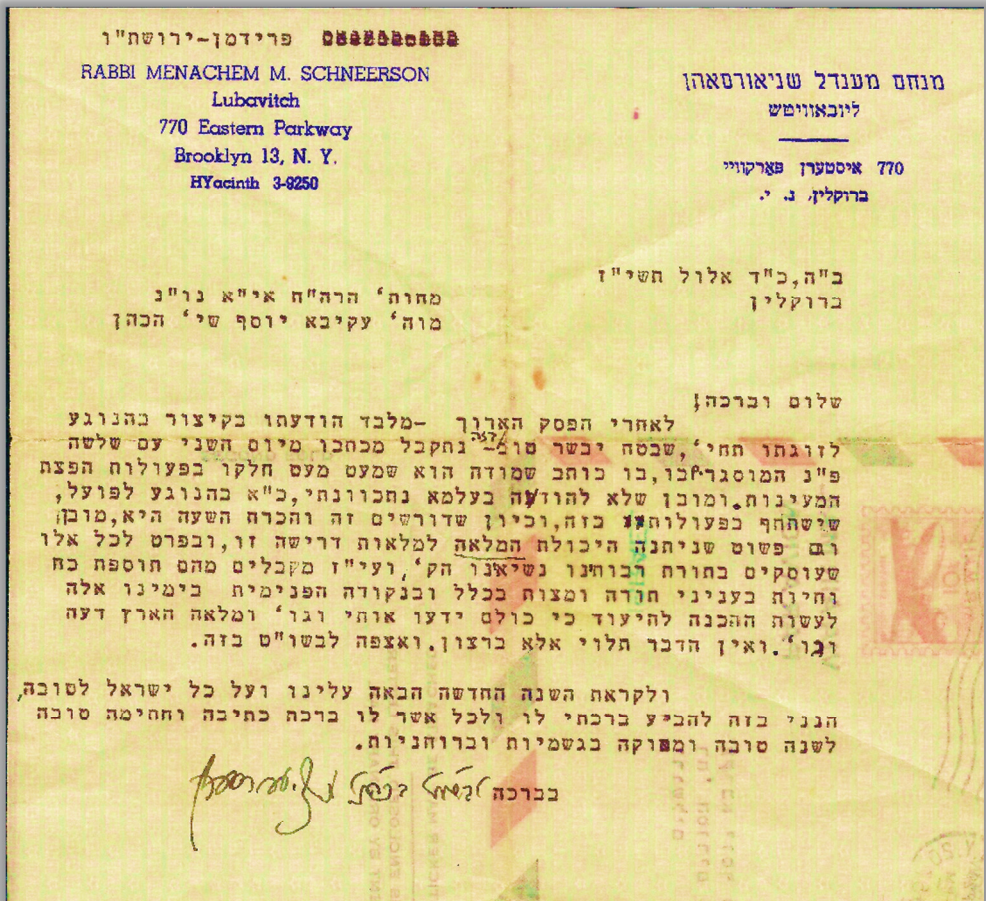 פרידמן-ירושת"ו
RABBI MENACHEM M. SCHNEERSON
Lubavitch
770 Eastern Parkway
Brooklyn 13, N. Y.
HYacinth 3-9250
מנחם מענדל שניאורסאהן
ליובאוויטש
770 איסטערן פּאַרקוויי
ברוקלין, נ. י.
ב"ה,כ"ד אלול תשי"ז
ברוקלין
מחות' הרה"ח אי"א נו"נ
מוה' עקיבא יוסף שי' הכהן
שלום וברכה!
לאחרי הפסק הארוך -מלבד הודעתו בקיצור בהנוגע
לזוגתו תחי' ,שבטח יבשר טוב- נתקבל מכתבו מיום השני עם שלשה
פ"נ המוסגר בו,בו כותב שמודה הוא שמעט מעט חלקו בפעולות הפצת
המעינות.ומובן שלא להודעה בעלמא נתכוונתי,כ"א בהנוגע לפועל,
שישתתף בפעולות בזה,וכיון שדורשים זה והכרח השעה היא,מובן
וגם פשוט שניתנה היכולת המלאה למלאות דרישה זו,ובפרט לכל אלו
שעוסקים בתורת רבותינו נשיאנו הק',ועי"ז מקבלים מהם תוספת כח
וחיות בעניני תורה ומצות בכלל ובנקודה הפנימית בימינו אלה
לעשות ההכנה להיעוד כי כולם ידעו אותי וגו' ומלאה הארץ דעה
וגו'.ואין הדבר תלוי אלא ברצון.ואצפה לבשו"ט בזה.
ולקראת השנה החדשה הבאה עלינו ועל כל ישראל לטובה,
הנני בזה להביע ברכתי לו ולכל אשר לו ברכת כתיבה וחתימה טובה
לשנה טובה ומתוקה בגשמיות וברוחניות.
בברכה